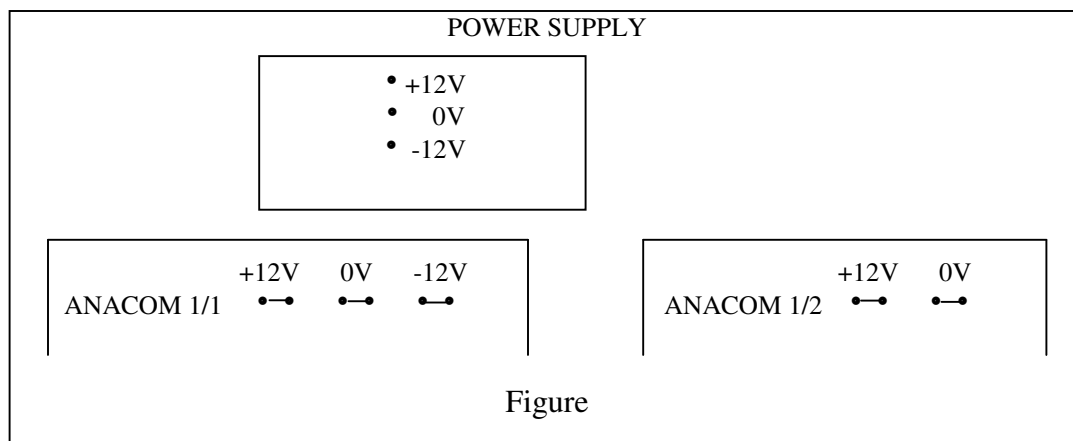 POWER SUPPLY
+12V
0V
-12V
+12V 0V -12V
ANACOM 1/1
+12V 0V
ANACOM 1/2
Figure